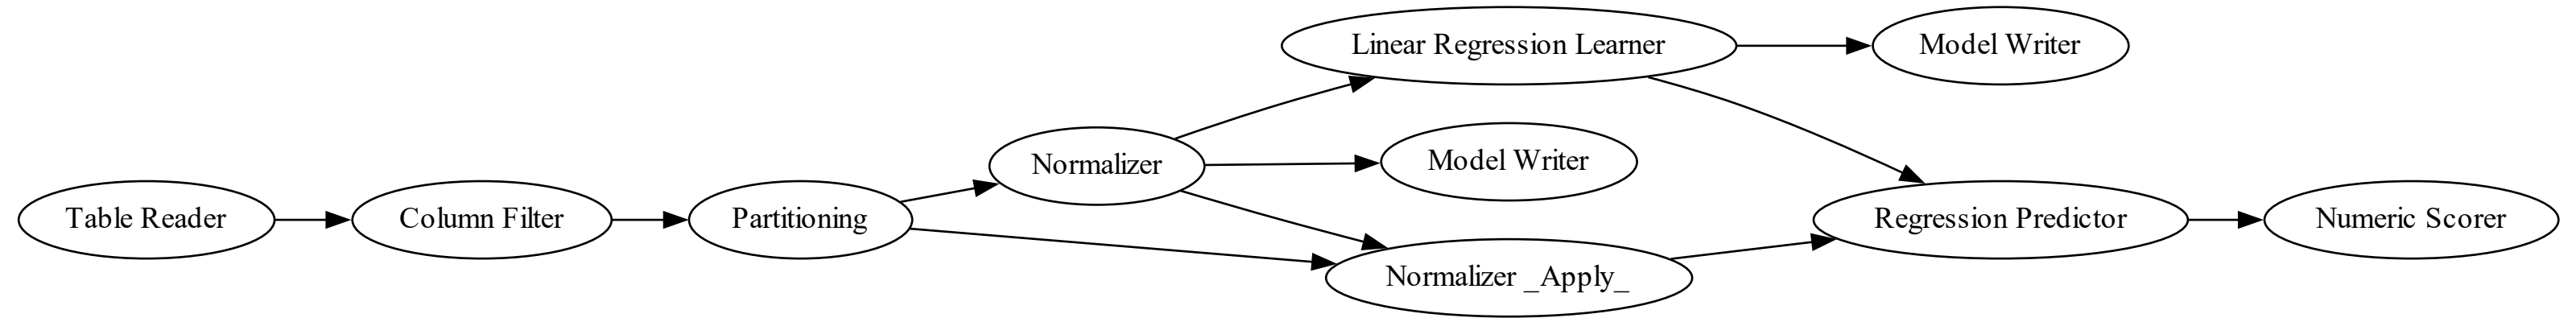 Table Reader
Column Filter
Partitioning
Normalizer
Linear Regression Learner
Model Writer
Model Writer
Normalizer _Apply_
Regression Predictor
Numeric Scorer